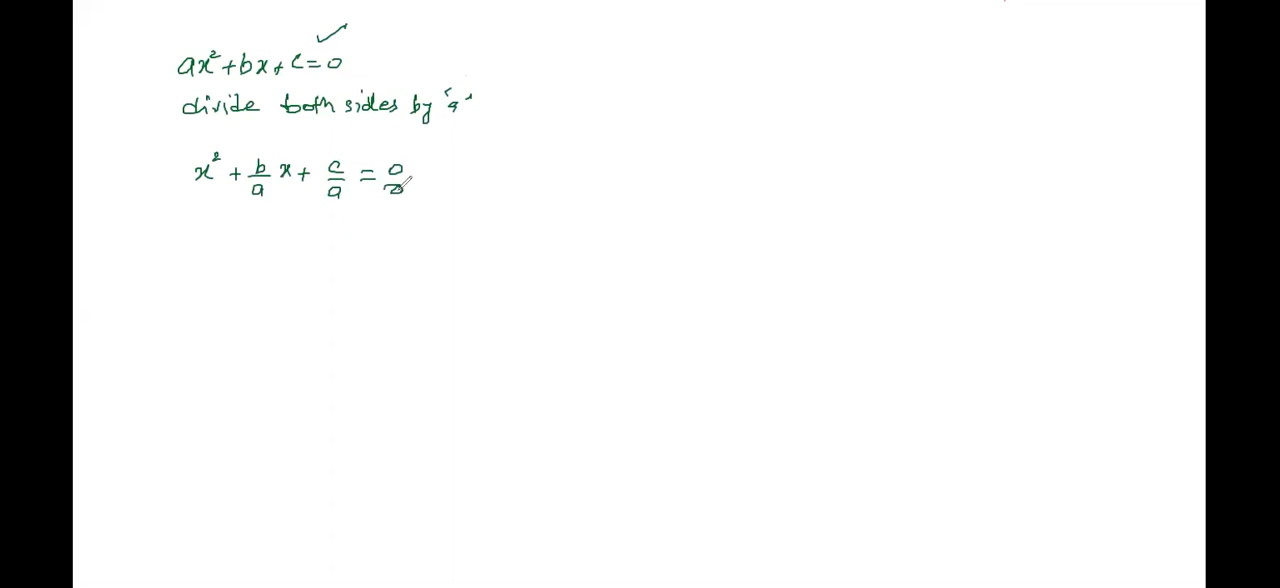 ax² + bx + c = 0
divide both sides by 'a'
x² + b/a x + c/a = 0/a